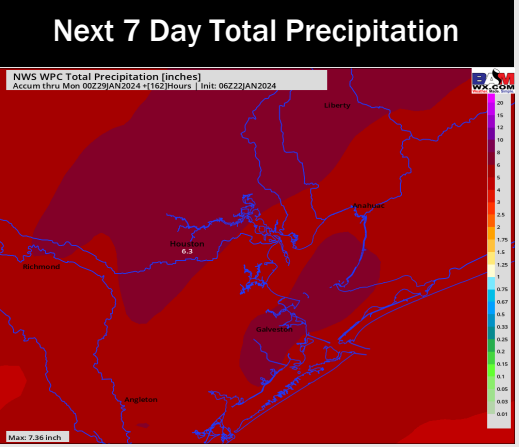 Next 7 Day Total Precipitation
NWS WPC Total Precipitation [inches]
Accum thru Mon 00Z29JAN2024 +[162]Hours | Init: 06Z22JAN2024
BAM
WX.COM
Liberty
Anahuac
Houston
6.3
Richmond
Galveston
Angleton
20
15
12
10
8
6
5
4
3
2.5
2
1.75
1.5
1.25
1
0.75
0.67
0.5
0.33
0.25
0.2
0.15
0.1
0.05
0.03
0.01
Max: 7.36 inch